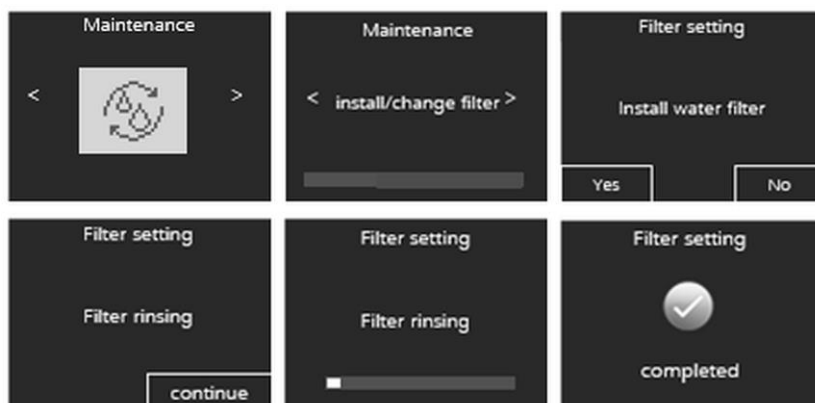 Maintenance
< >
Maintenance
< install/change filter >
Filter setting
Install water filter
Yes No
Filter setting
Filter rinsing
continue
Filter setting
Filter rinsing
Filter setting
completed